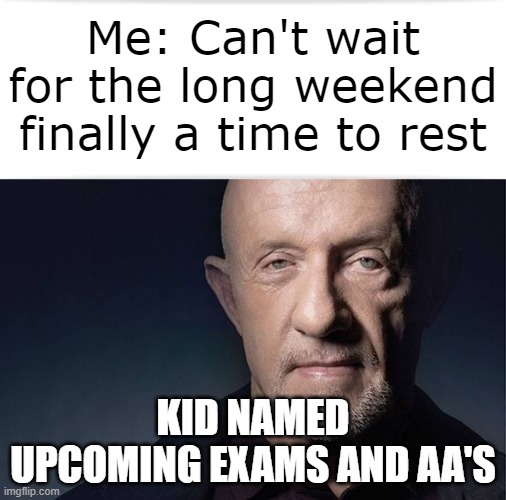 Me: Can't wait
for the long weekend
finally a time to rest
KID NAMED
UPCOMING EXAMS AND AA'S
imgflip.com